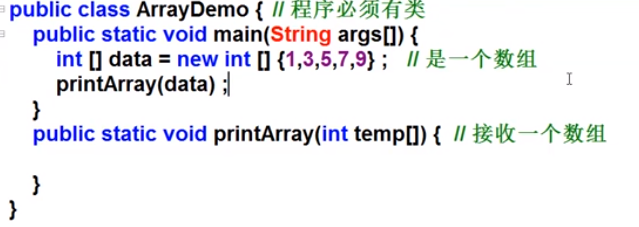 public class ArrayDemo { // 程序必须有类
public static void main(String args[]) {
int [] data = new int [] {1,3,5,7,9} ; // 是一个数组
printArray(data) ;
}
public static void printArray(int temp[]) { // 接收一个数组
}
}